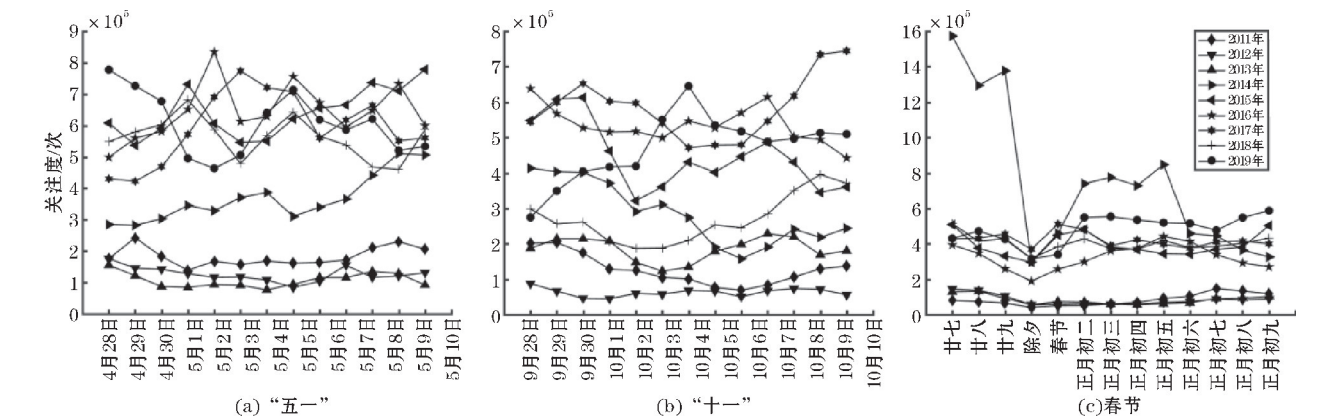 ×10⁵
9
8
7
6
5
4
3
2
1
0
关注度/次
4月28日
4月29日
4月30日
5月1日
5月2日
5月3日
5月4日
5月5日
5月6日
5月7日
5月8日
5月9日
5月10日
(a) “五一”
×10⁵
8
7
6
5
4
3
2
1
0
9月28日
9月29日
9月30日
10月1日
10月2日
10月3日
10月4日
10月5日
10月6日
10月7日
10月8日
10月9日
10月10日
(b) “十一”
×10⁵
16
14
12
10
8
6
4
2
0
2011年
2012年
2013年
2014年
2015年
2016年
2017年
2018年
2019年
廿七
廿八
廿九
除夕
春节
正月初二
正月初三
正月初四
正月初五
正月初六
正月初七
正月初八
正月初九
(c)春节